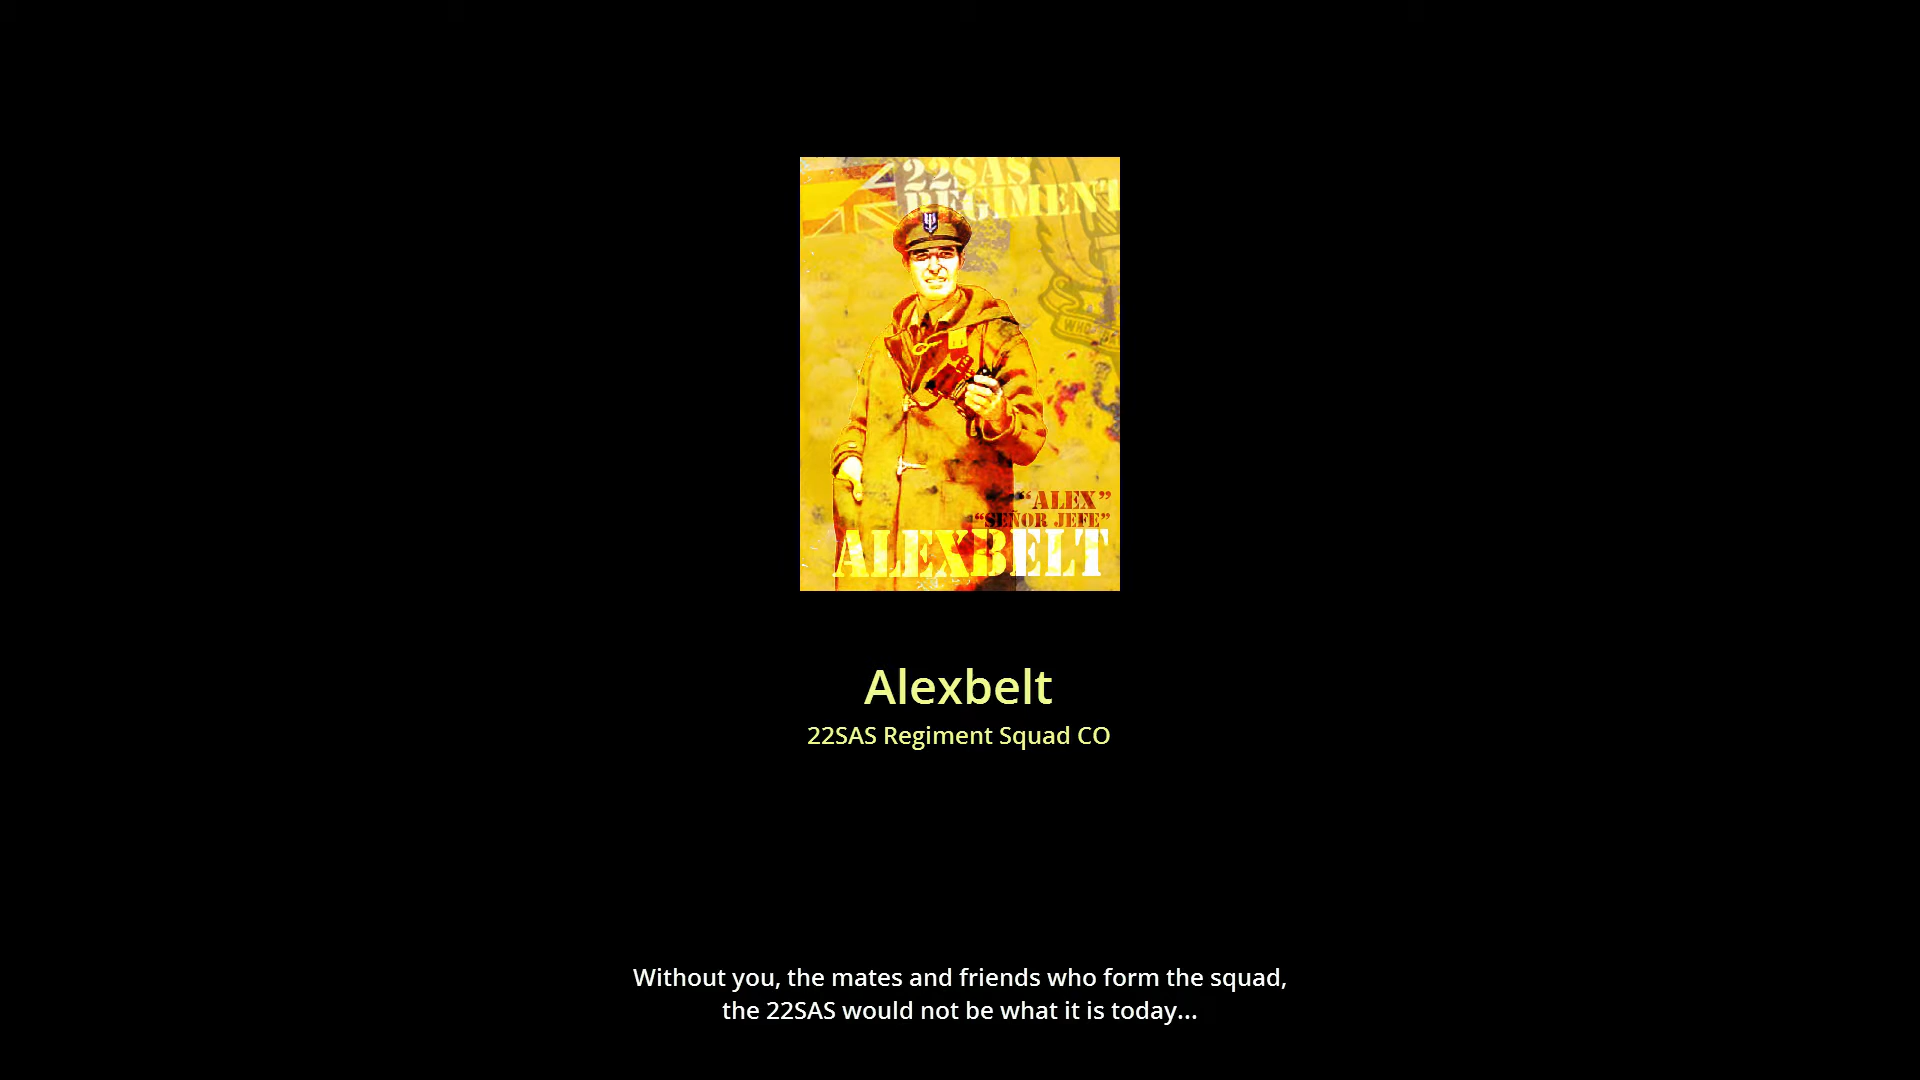 22SAS
REGIMENT
WHO
"ALEX"
"SEÑOR JEFE"
ALEXBELT
Alexbelt
22SAS Regiment Squad CO
Without you, the mates and friends who form the squad,
the 22SAS would not be what it is today...